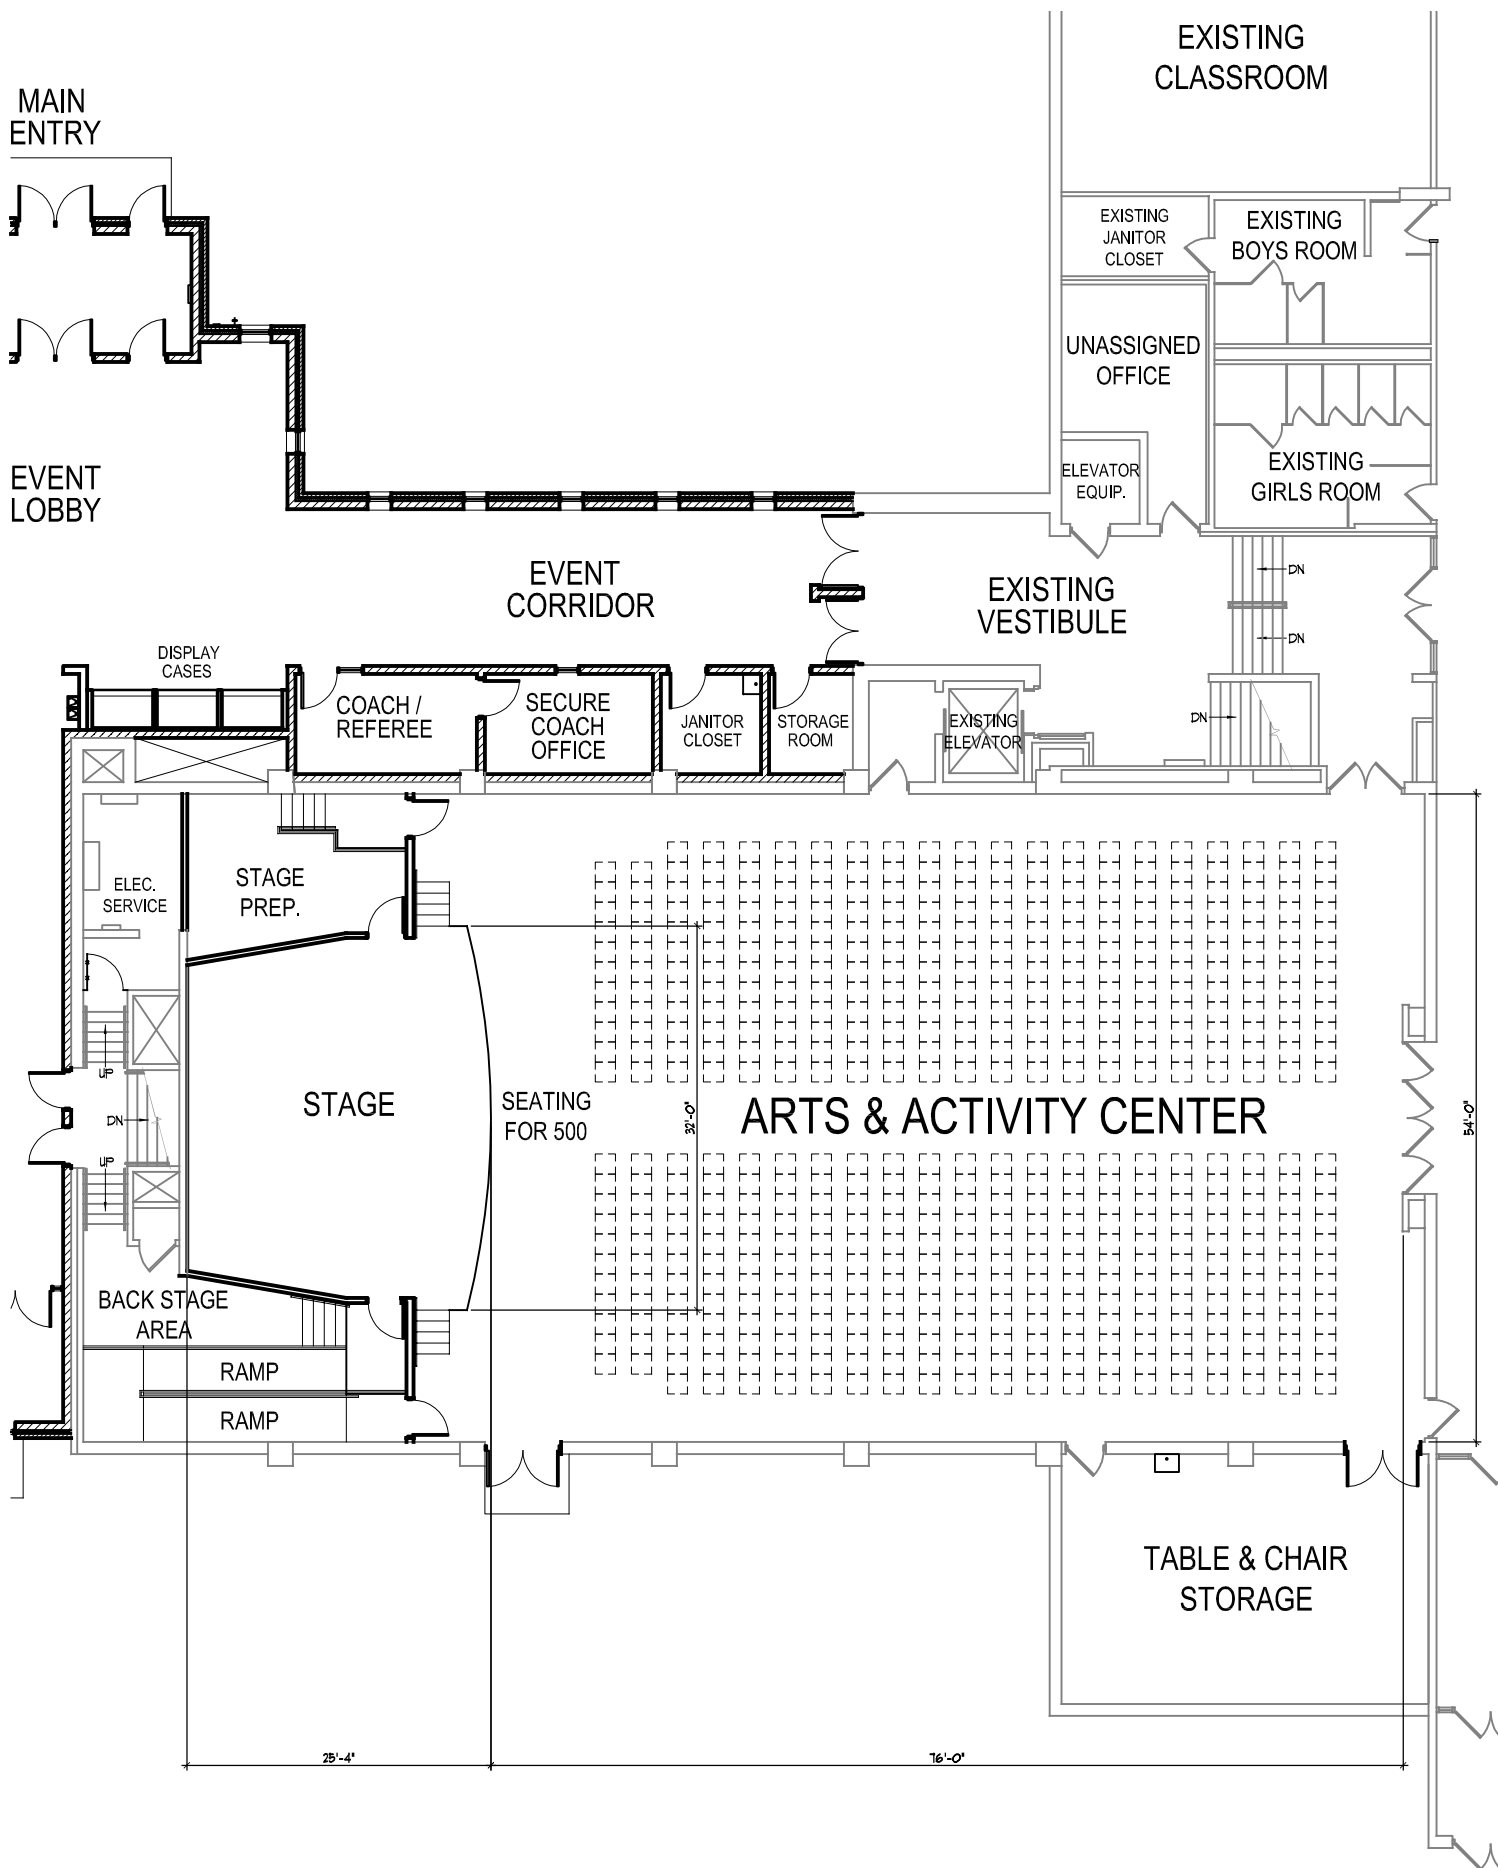 EXISTING
CLASSROOM
MAIN
ENTRY
EXISTING
JANITOR
CLOSET
EXISTING
BOYS ROOM
UNASSIGNED
OFFICE
ELEVATOR
EQUIP.
EXISTING
GIRLS ROOM
EVENT
LOBBY
EVENT
CORRIDOR
EXISTING
VESTIBULE
DN
DN
DISPLAY
CASES
COACH /
REFEREE
SECURE
COACH
OFFICE
JANITOR
CLOSET
STORAGE
ROOM
EXISTING
ELEVATOR
DN
ELEC.
SERVICE
STAGE
PREP.
UP
DN
UP
STAGE
SEATING
FOR 500
32'-0"
ARTS & ACTIVITY CENTER
54'-0"
BACK STAGE
AREA
RAMP
RAMP
TABLE & CHAIR
STORAGE
25'-4"
76'-0"